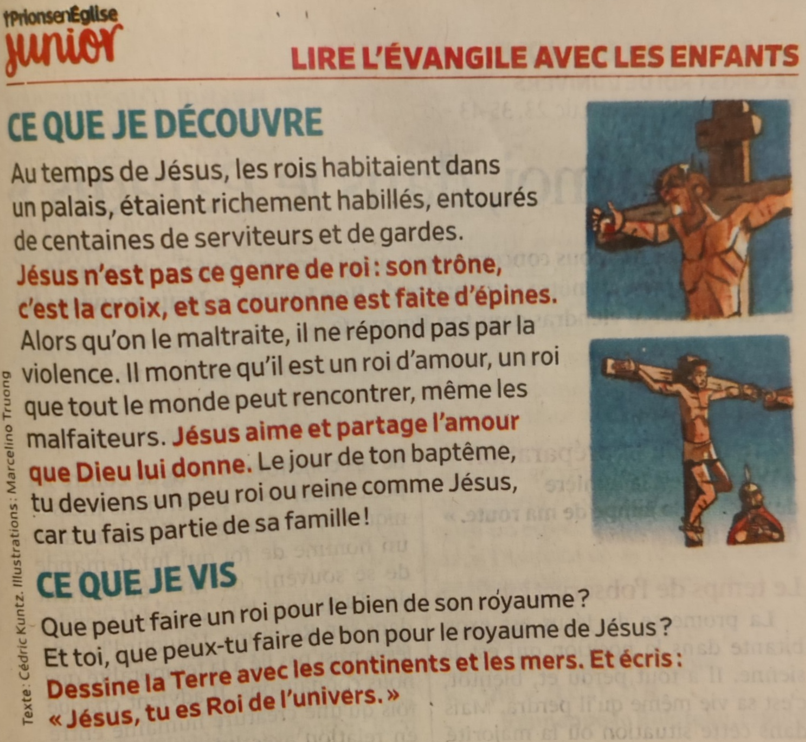 †PrionsenÉglise
junior
LIRE L'ÉVANGILE AVEC LES ENFANTS
CE QUE JE DÉCOUVRE
Au temps de Jésus, les rois habitaient dans
un palais, étaient richement habillés, entourés
de centaines de serviteurs et de gardes.
Jésus n'est pas ce genre de roi : son trône,
c'est la croix, et sa couronne est faite d'épines.
Alors qu'on le maltraite, il ne répond pas par la
violence. Il montre qu'il est un roi d'amour, un roi
que tout le monde peut rencontrer, même les
malfaiteurs. Jésus aime et partage l'amour
que Dieu lui donne. Le jour de ton baptême,
tu deviens un peu roi ou reine comme Jésus,
car tu fais partie de sa famille !
CE QUE JE VIS
Que peut faire un roi pour le bien de son royaume ?
Et toi, que peux-tu faire de bon pour le royaume de Jésus ?
Dessine la Terre avec les continents et les mers. Et écris :
« Jésus, tu es Roi de l'univers. »
Texte : Cédric Kuntz. Illustrations : Marcelino Truong